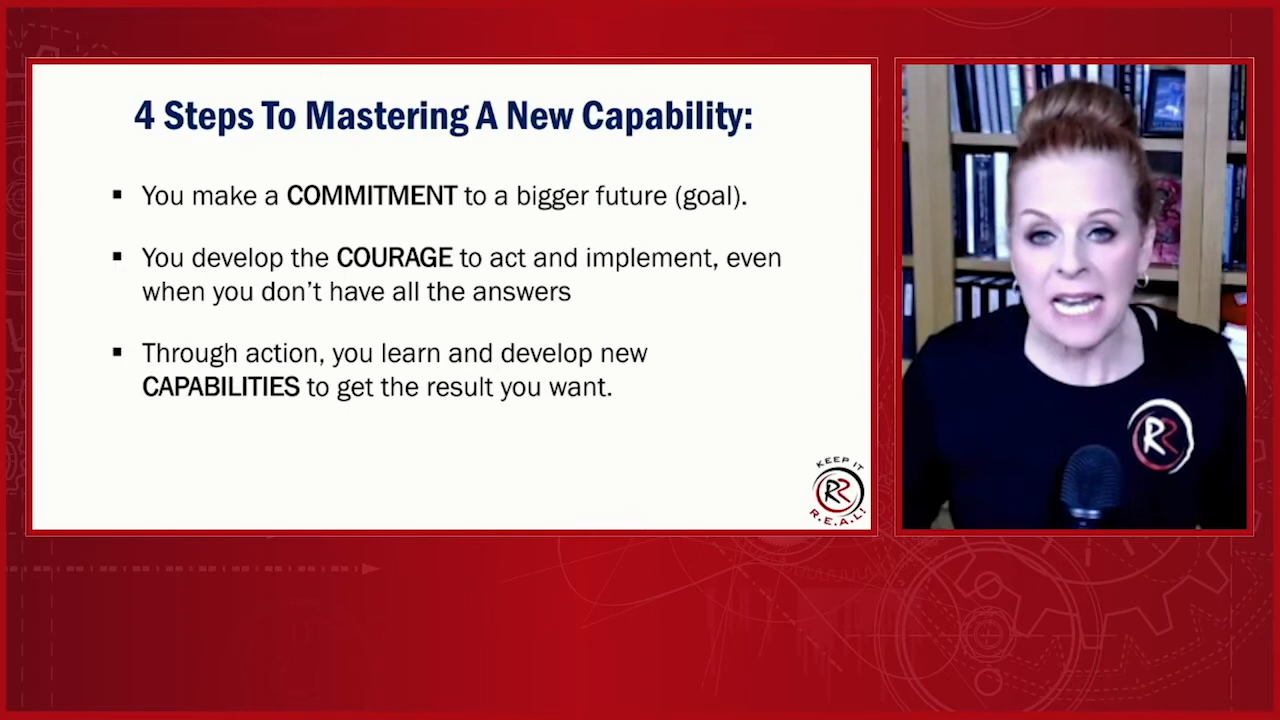 4 Steps To Mastering A New Capability:
▪ You make a COMMITMENT to a bigger future (goal).
▪ You develop the COURAGE to act and implement, even
when you don't have all the answers
▪ Through action, you learn and develop new
CAPABILITIES to get the result you want.
KEEP IT
RR
R.E.A.L!
RR